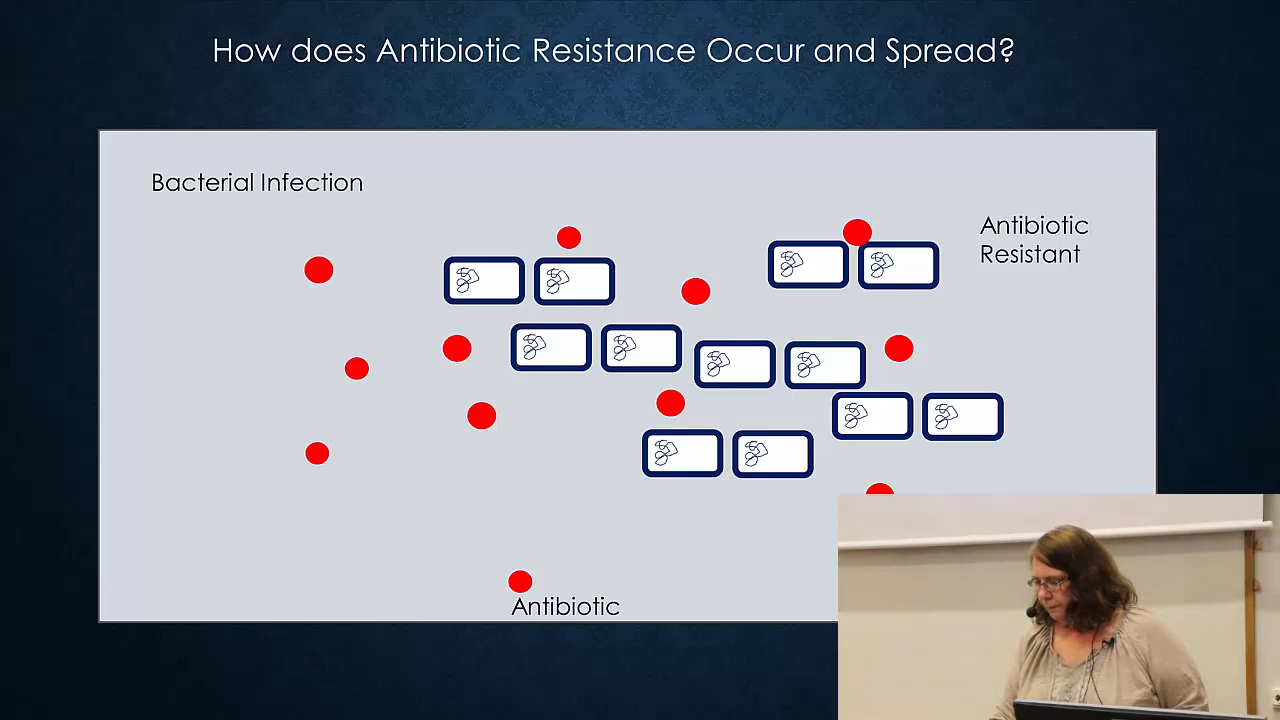 How does Antibiotic Resistance Occur and Spread?
Bacterial Infection
Antibiotic
Resistant
Antibiotic